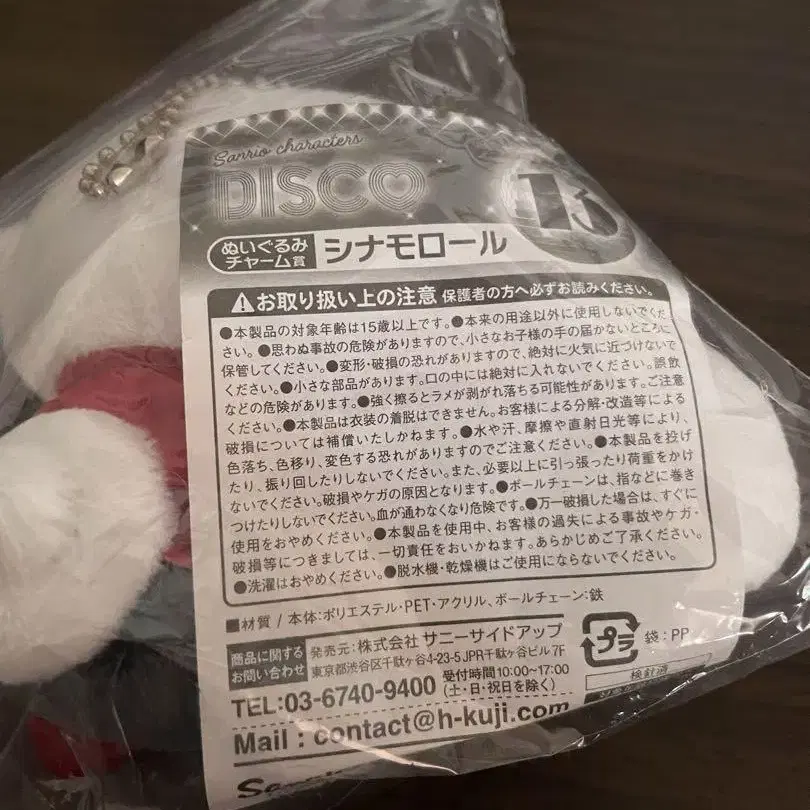 Sanrio characters
DISCO
13
ぬいぐるみ
チャーム賞
シナモロール
⚠お取り扱い上の注意 保護者の方へ必ずお読みください。
●本製品の対象年齢は15歳以上です。●本来の用途以外に使用しないでくだ
さい。●思わぬ事故の危険がありますので、小さなお子様の手の届かないところに
保管してください。●変形・破損の恐れがありますので、絶対に火気に近づけないで
ください。●小さな部品があります。口の中には絶対に入れないでください。誤飲
などの危険があります。●強く擦るとラメが剥がれ落ちる可能性があります。ご注意
ください。●本製品は衣装の着脱はできません。お客様による分解・改造等による
破損については補償いたしかねます。●水や汗、摩擦や直射日光等により、
色落ち、色移り、変色する恐れがありますのでご注意ください。●本製品を投げ
たり、振り回したりしないでください。また、必要以上に引っ張ったり荷重をかけ
ないでください。破損やケガの原因となります。●ボールチェーンは、指などに巻き
つけたりしないでください。血が通わなくなり危険です。●万一破損した場合は、すぐに
使用をおやめください。●本製品を使用中、お客様の過失による事故やケガ・
破損等につきましては、一切責任をおいかねます。あらかじめご了承ください。
●洗濯はおやめください。●脱水機・乾燥機はご使用にならないでください。
■材質 / 本体:ポリエステル・PET・アクリル、ボールチェーン:鉄
商品に関する
お問い合わせ
発売元:株式会社 サニーサイドアップ
東京都渋谷区千駄ヶ谷4-23-5 JPR千駄ヶ谷ビル 7F
TEL:03-6740-9400 受付時間10:00~17:00
(土・日・祝日を除く)
Mail : contact@h-kuji.com
プラ
袋:PP
検針済